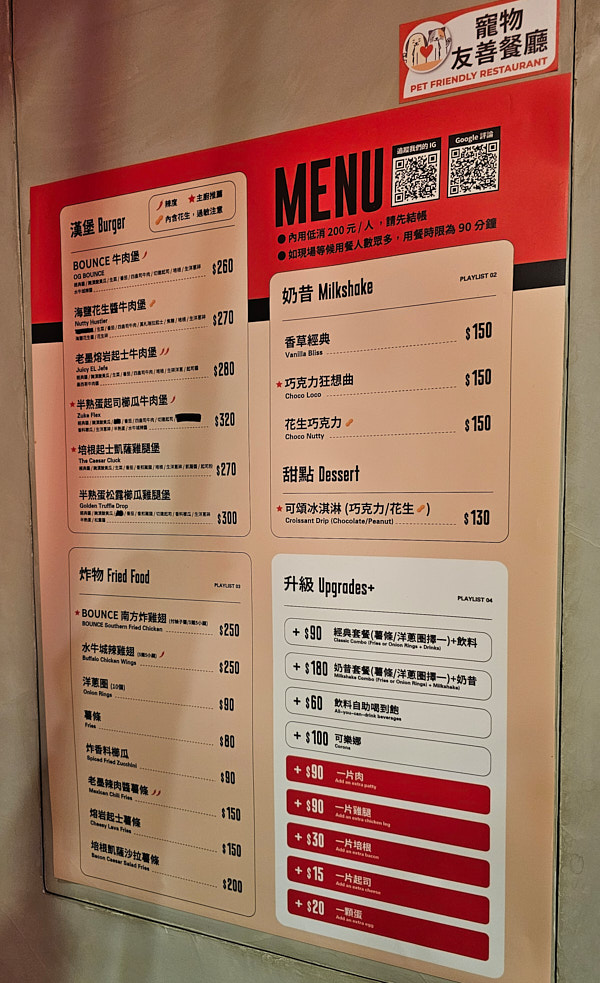 寵物
友善餐廳
PET FRIENDLY RESTAURANT
MENU
追蹤我們的 IG
Google 評論
●內用低消 200 元 / 人，請先結帳
●如現場等候用餐人數眾多，用餐時限為 90 分鐘
漢堡 Burger
辣度 ★主廚推薦
內含花生，過敏注意
BOUNCE 牛肉堡
OG BOUNCE
$260
海鹽花生醬牛肉堡
Nutty Hustler
$270
老墨熔岩起士牛肉堡
Juicy EL Jefe
$280
★半熟蛋起司櫛瓜牛肉堡
Zuke Flex
$320
★培根起士凱薩雞腿堡
The Caesar Cluck
$270
半熟蛋松露櫛瓜雞腿堡
Golden Truffle Drop
$300
炸物 Fried Food
PLAYLIST 03
★BOUNCE 南方炸雞翅
BOUNCE Southern Fried Chicken
$250
水牛城辣雞翅
Buffalo Chicken Wings
$250
洋蔥圈 (10個)
Onion Rings
$90
薯條
Fries
$80
炸香料櫛瓜
Spiced Fried Zucchini
$90
老墨辣肉醬薯條
Mexican Chili Fries
$150
熔岩起士薯條
Cheesy Lava Fries
$150
培根凱薩沙拉薯條
Bacon Caesar Salad Fries
$200
奶昔 Milkshake
PLAYLIST 02
香草經典
Vanilla Bliss
$150
★巧克力狂想曲
Choco Loco
$150
花生巧克力
Choco Nutty
$150
甜點 Dessert
★可頌冰淇淋 (巧克力/花生)
Croissant Drip (Chocolate/Peanut)
$130
升級 Upgrades+
PLAYLIST 04
+ $90 經典套餐(薯條/洋蔥圈擇一)+飲料
Classic Combo (Fries or Onion Rings + Drinks)
+ $180 奶昔套餐(薯條/洋蔥圈擇一)+奶昔
Milkshake Combo (Fries or Onion Rings) + Milkshake)
+ $60 飲料自助喝到飽
All-you-can-drink beverages
+ $100 可樂娜
Corona
+ $90 一片肉
Add an extra patty
+ $90 一片雞腿
Add an extra chicken leg
+ $30 一片培根
Add an extra bacon
+ $15 一片起司
Add an extra cheese
+ $20 一顆蛋
Add an extra egg